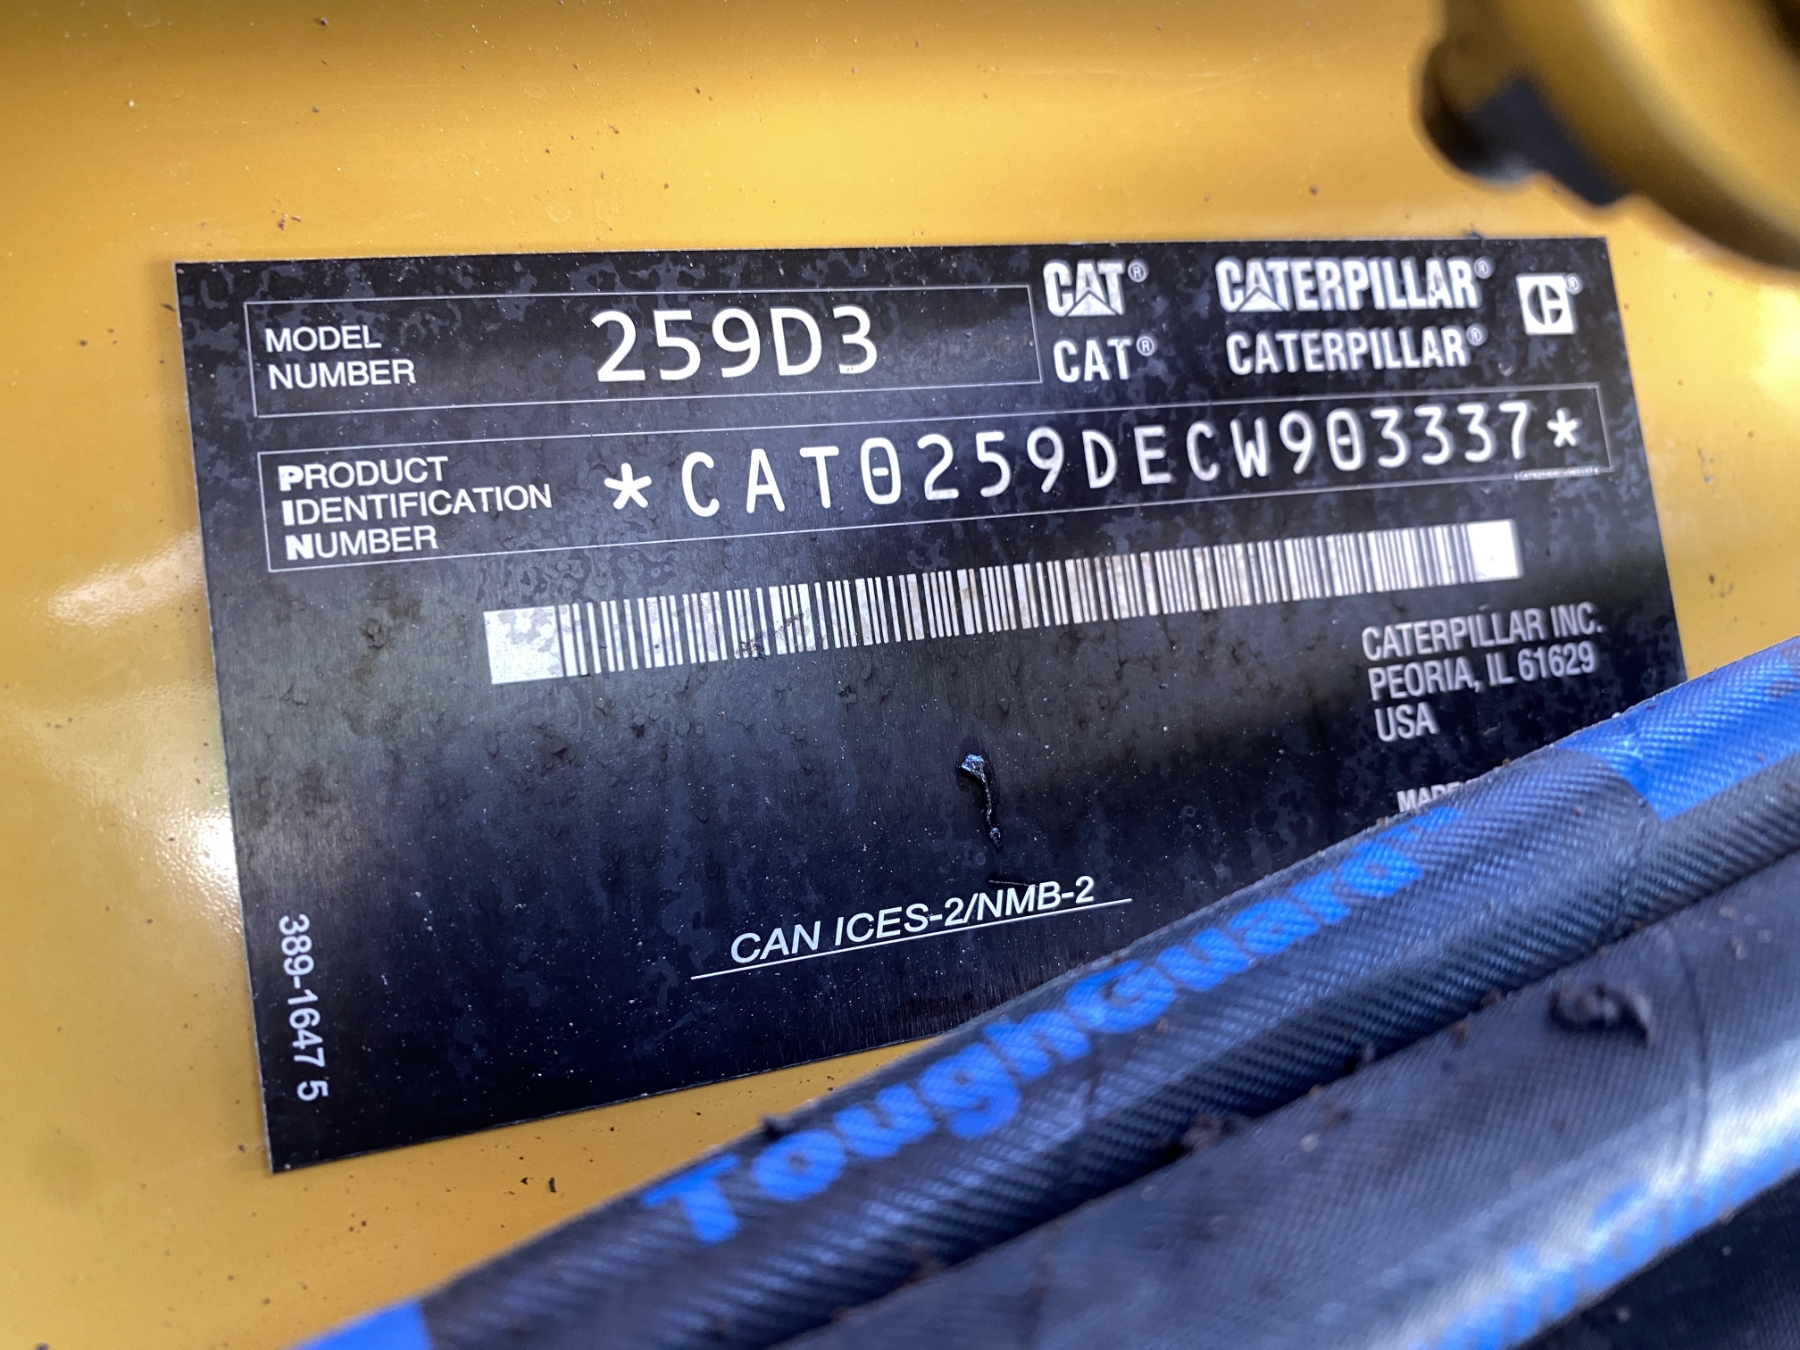 MODEL
NUMBER
259D3
CAT® CATERPILLAR® C®
CAT® CATERPILLAR®
PRODUCT
IDENTIFICATION
NUMBER
*CAT0259DECW903337*
CATERPILLAR INC.
PEORIA, IL 61629
USA
CAN ICES-2/NMB-2
389-1647 5
ToughGuard™